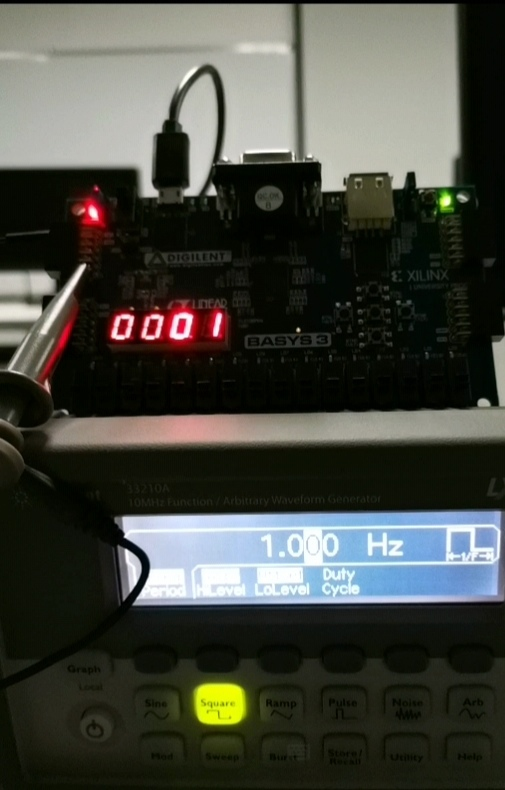 DIGILENT
XILINX
LINEAR
0001
BASYS 3
33210A
10MHz Function / Arbitrary Waveform Generator
1.000 Hz
Period HiLevel LoLevel Duty Cycle
Graph
Local
Sine Square Ramp Pulse Noise Arb
Mod Sweep Burst Store/ Recall Utility Help